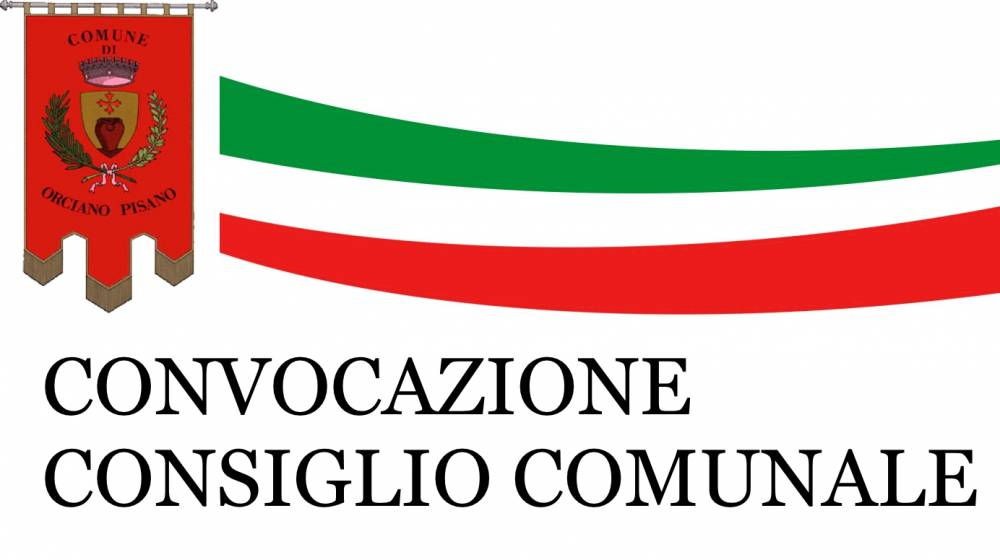 COMUNE
DI
ORCIANO PISANO
CONVOCAZIONE
CONSIGLIO COMUNALE